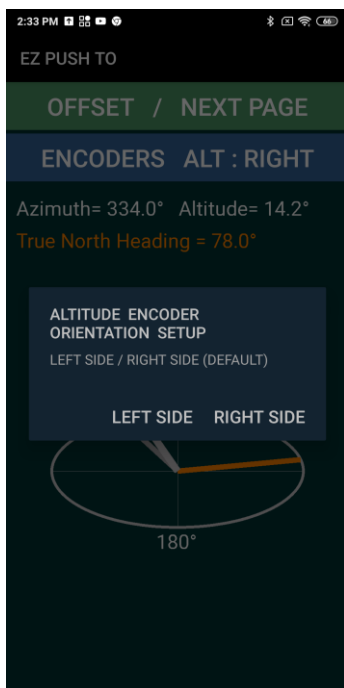 2:33 PM
66
EZ PUSH TO
OFFSET / NEXT PAGE
ENCODERS ALT : RIGHT
Azimuth= 334.0° Altitude= 14.2°
True North Heading = 78.0°
ALTITUDE ENCODER
ORIENTATION SETUP
LEFT SIDE / RIGHT SIDE (DEFAULT)
LEFT SIDE RIGHT SIDE
180°